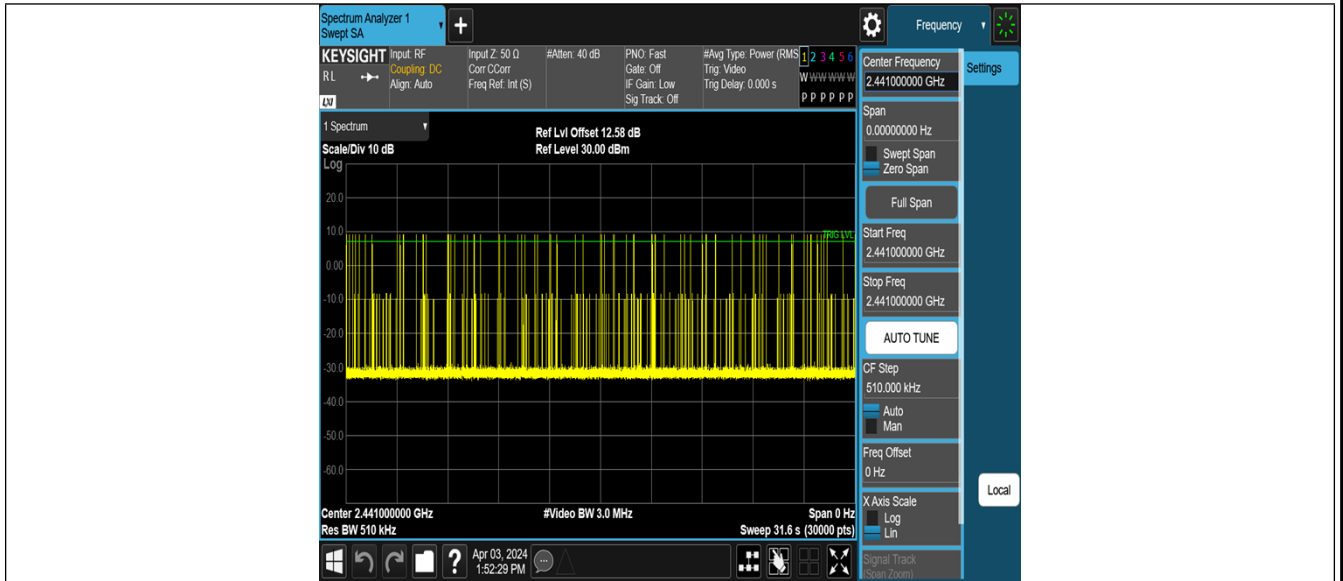 Spectrum Analyzer 1
Swept SA
+
Frequency
KEYSIGHT
RL
LXI
Input: RF
Coupling: DC
Align: Auto
Input Z: 50 Ω
Corr CCorr
Freq Ref: Int (S)
#Atten: 40 dB
PNO: Fast
Gate: Off
IF Gain: Low
Sig Track: Off
#Avg Type: Power (RMS
Trig: Video
Trig Delay: 0.000 s
1 2 3 4 5 6
W W W W W W
P P P P P P
1 Spectrum
Scale/Div 10 dB
Log
Ref Lvl Offset 12.58 dB
Ref Level 30.00 dBm
20.0
10.0
TRIG LVL
0.00
-10.0
-20.0
-30.0
-40.0
-50.0
-60.0
Center 2.441000000 GHz
#Video BW 3.0 MHz
Span 0 Hz
Res BW 510 kHz
Sweep 31.6 s (30000 pts)
?
Apr 03, 2024
1:52:29 PM
Center Frequency
2.441000000 GHz
Settings
Span
0.00000000 Hz
Swept Span
Zero Span
Full Span
Start Freq
2.441000000 GHz
Stop Freq
2.441000000 GHz
AUTO TUNE
CF Step
510.000 kHz
Auto
Man
Freq Offset
0 Hz
Local
X Axis Scale
Log
Lin
Signal Track
(Span Zoom)